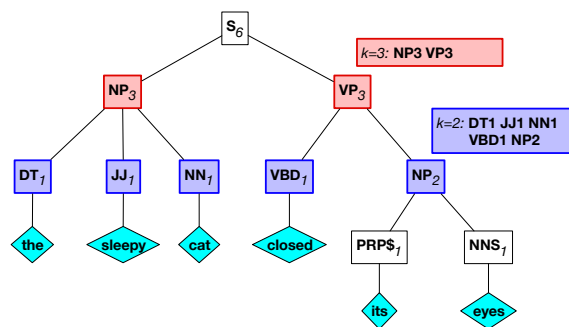 S6
k=3: NP3 VP3
NP3 VP3
k=2: DT1 JJ1 NN1
VBD1 NP2
DT1 JJ1 NN1 VBD1 NP2
the sleepy cat closed PRP$1 NNS1
its eyes